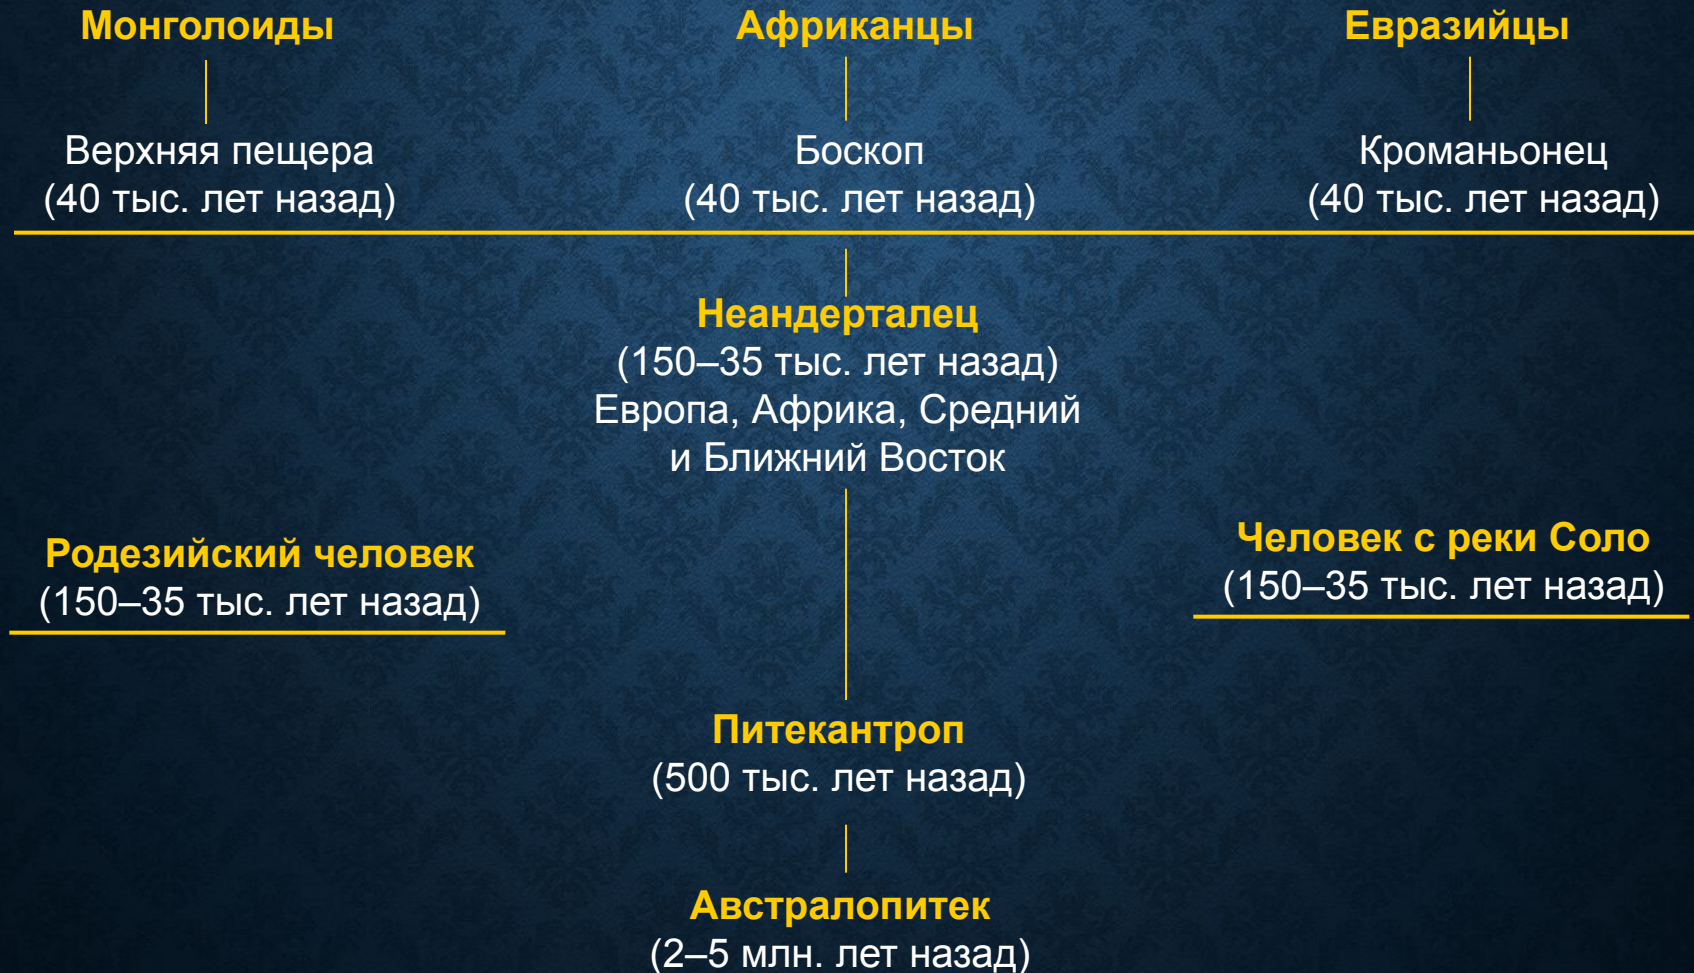 Монголоиды
Африканцы
Евразийцы
Верхняя пещера
(40 тыс. лет назад)
Боскоп
(40 тыс. лет назад)
Кроманьонец
(40 тыс. лет назад)
Неандерталец
(150–35 тыс. лет назад)
Европа, Африка, Средний
и Ближний Восток
Родезийский человек
(150–35 тыс. лет назад)
Человек с реки Соло
(150–35 тыс. лет назад)
Питекантроп
(500 тыс. лет назад)
Австралопитек
(2–5 млн. лет назад)